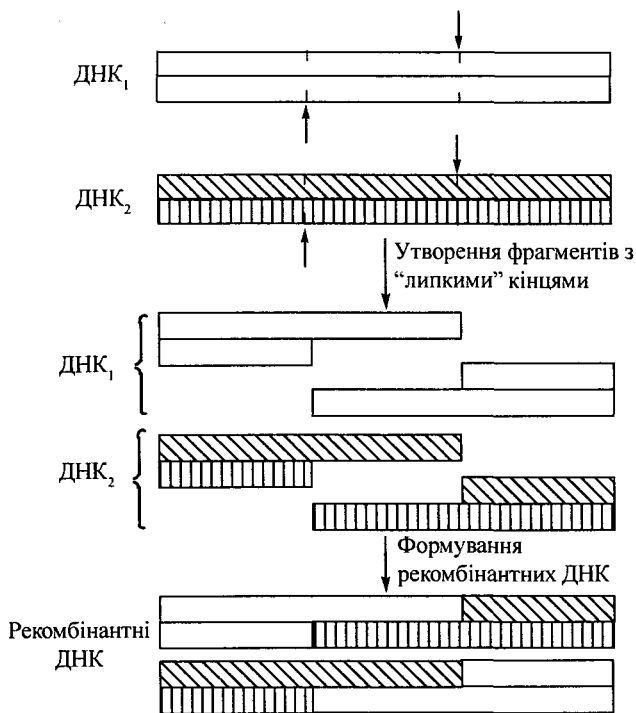 ДНК₁
ДНК₂
Утворення фрагментів з
“липкими” кінцями
ДНК₁
ДНК₂
Формування
рекомбінантних ДНК
Рекомбінантні
ДНК